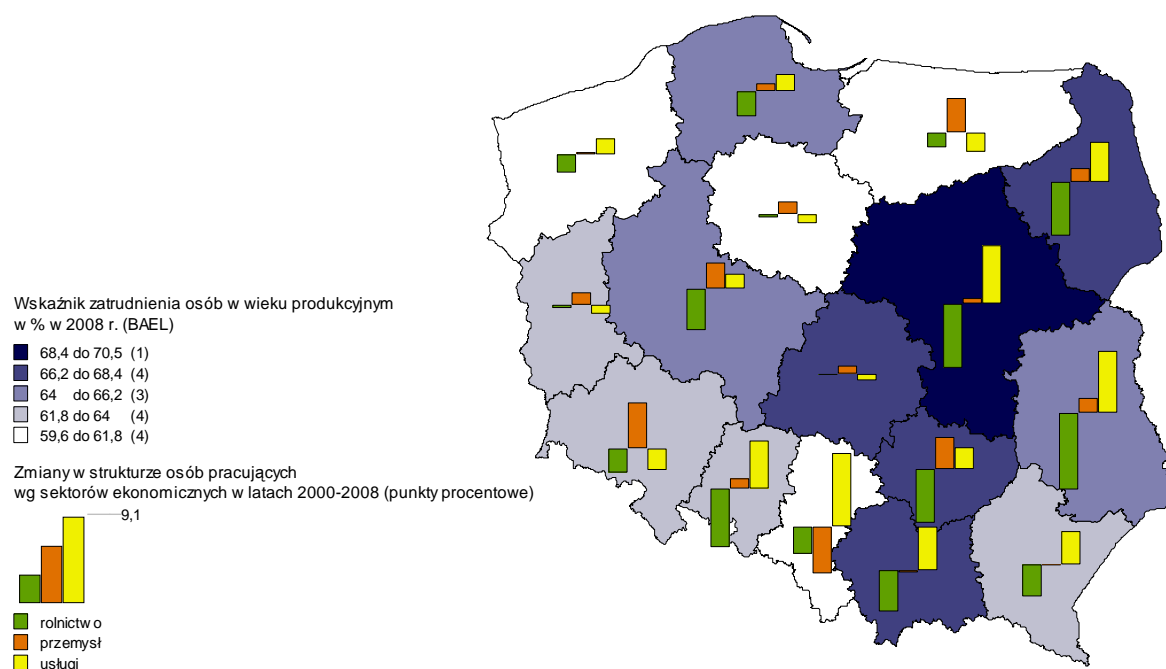 Wskaźnik zatrudnienia osób w wieku produkcyjnym
w % w 2008 r. (BAEL)
68,4 do 70,5 (1)
66,2 do 68,4 (4)
64 do 66,2 (3)
61,8 do 64 (4)
59,6 do 61,8 (4)
Zmiany w strukturze osób pracujących
wg sektorów ekonomicznych w latach 2000-2008 (punkty procentowe)
9,1
rolnictwo
przemysł
usługi